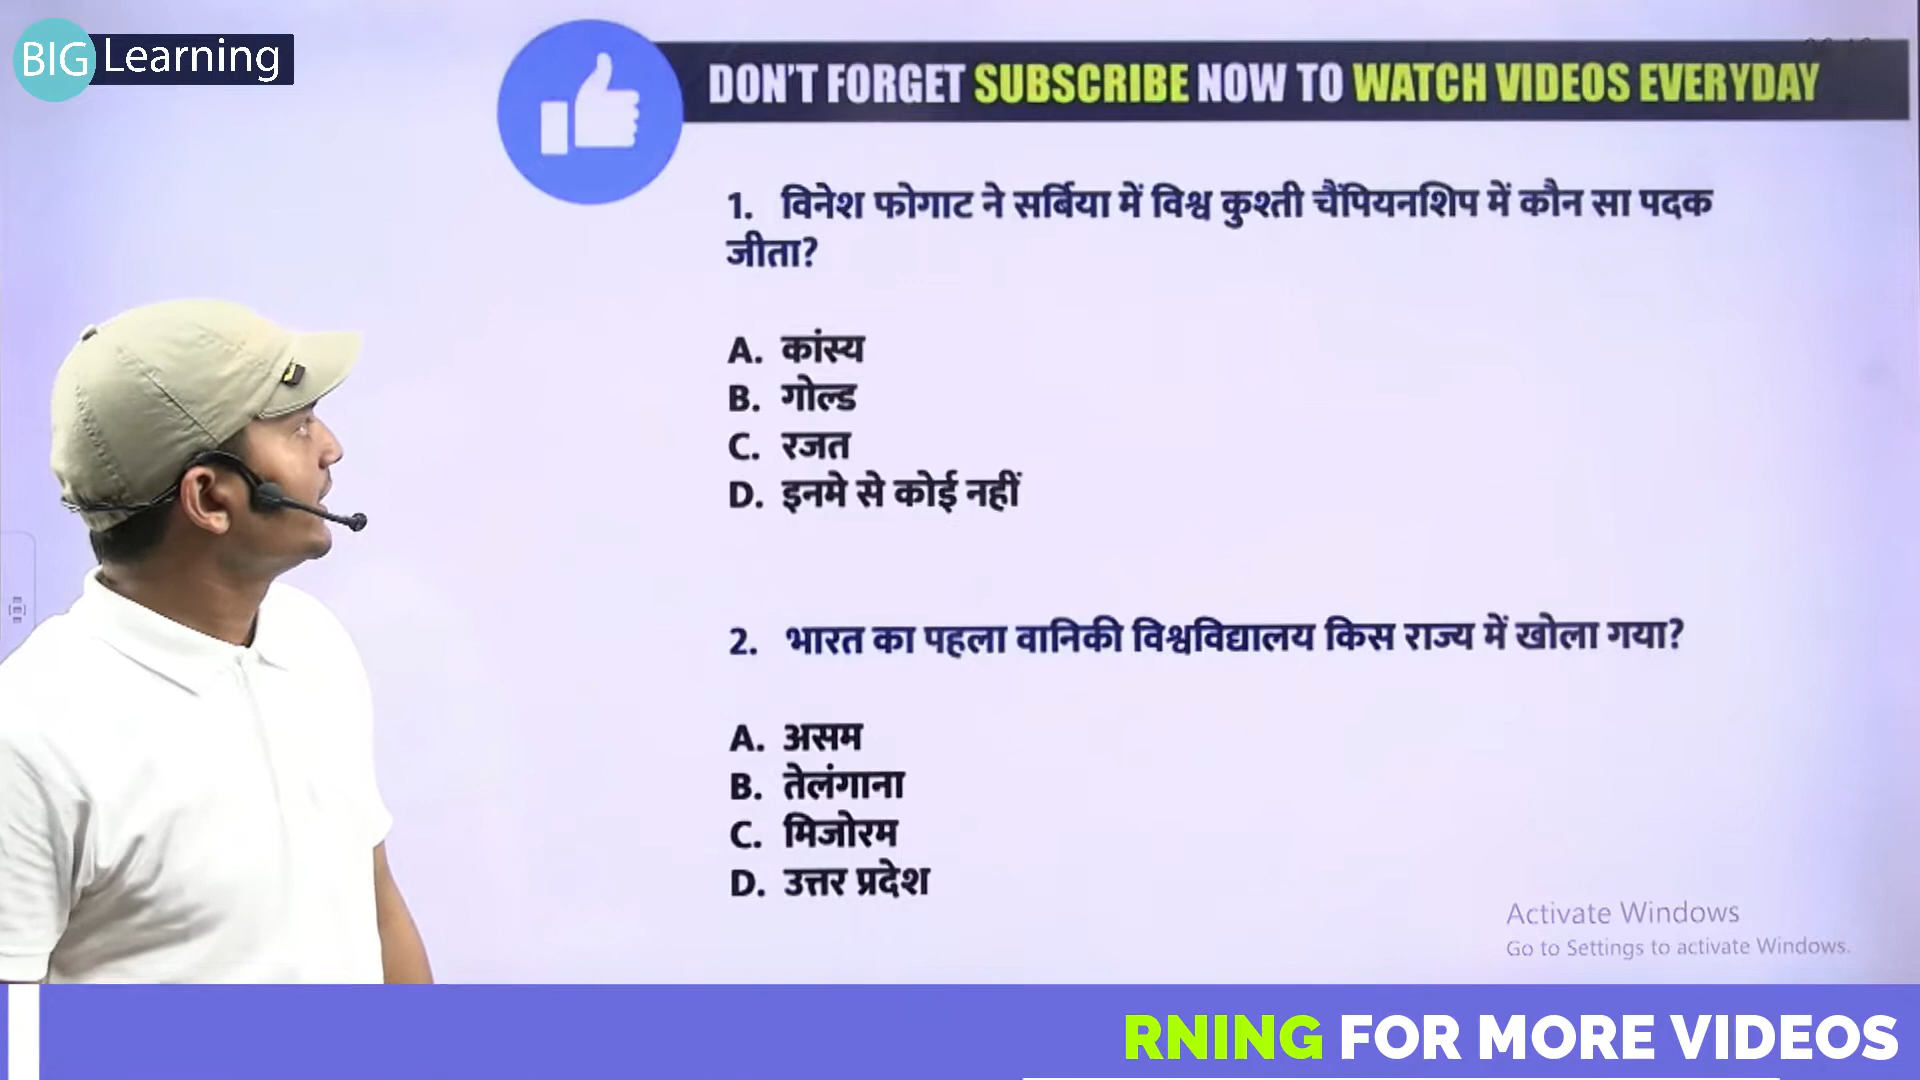 BIG Learning
DON'T FORGET SUBSCRIBE NOW TO WATCH VIDEOS EVERYDAY
1. विनेश फोगाट ने सर्बिया में विश्व कुश्ती चैंपियनशिप में कौन सा पदक
जीता?
A. कांस्य
B. गोल्ड
C. रजत
D. इनमे से कोई नहीं
2. भारत का पहला वानिकी विश्वविद्यालय किस राज्य में खोला गया?
A. असम
B. तेलंगाना
C. मिजोरम
D. उत्तर प्रदेश
Activate Windows
Go to Settings to activate Windows.
RNING FOR MORE VIDEOS